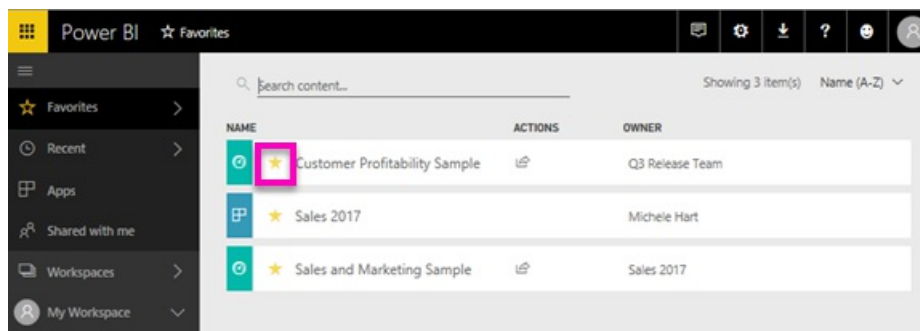 Power BI Favorites
Search content...
Showing 3 item(s) Name (A-Z)
Favorites
Recent
Apps
Shared with me
Workspaces
My Workspace
NAME ACTIONS OWNER
Customer Profitability Sample Q3 Release Team
Sales 2017 Michele Hart
Sales and Marketing Sample Sales 2017